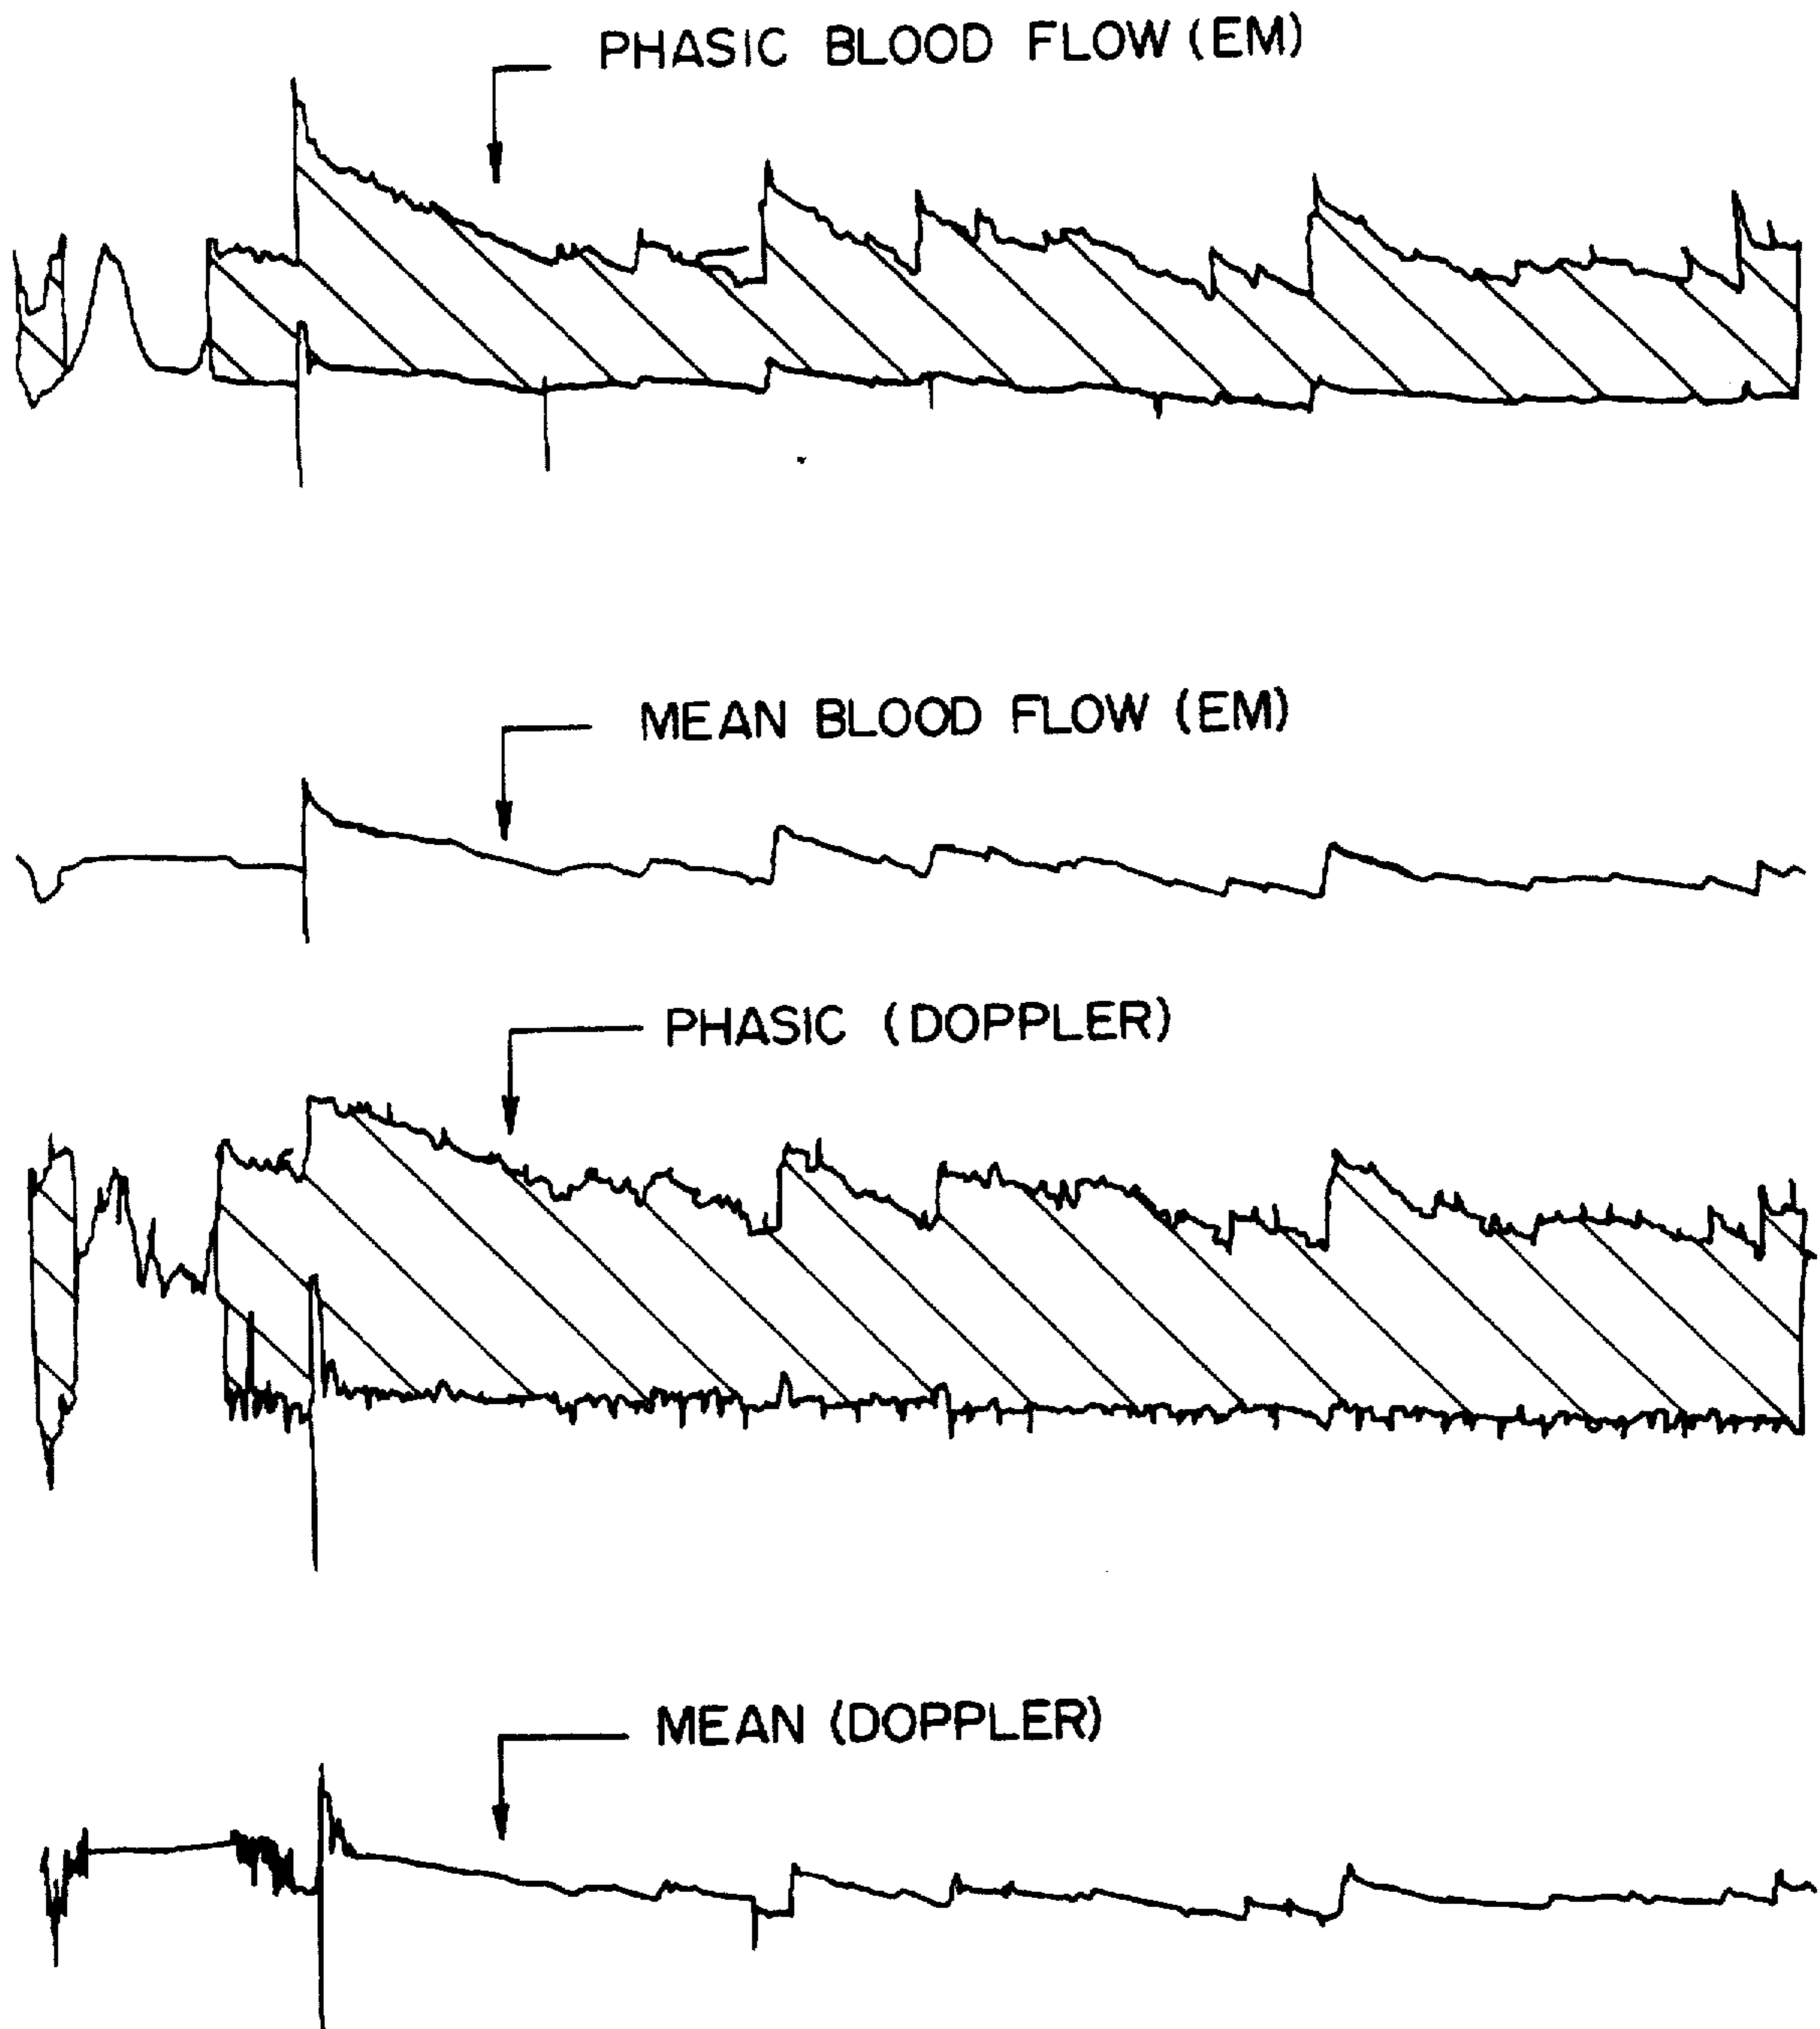 PHASIC BLOOD FLOW (EM)
MEAN BLOOD FLOW (EM)
PHASIC (DOPPLER)
MEAN (DOPPLER)